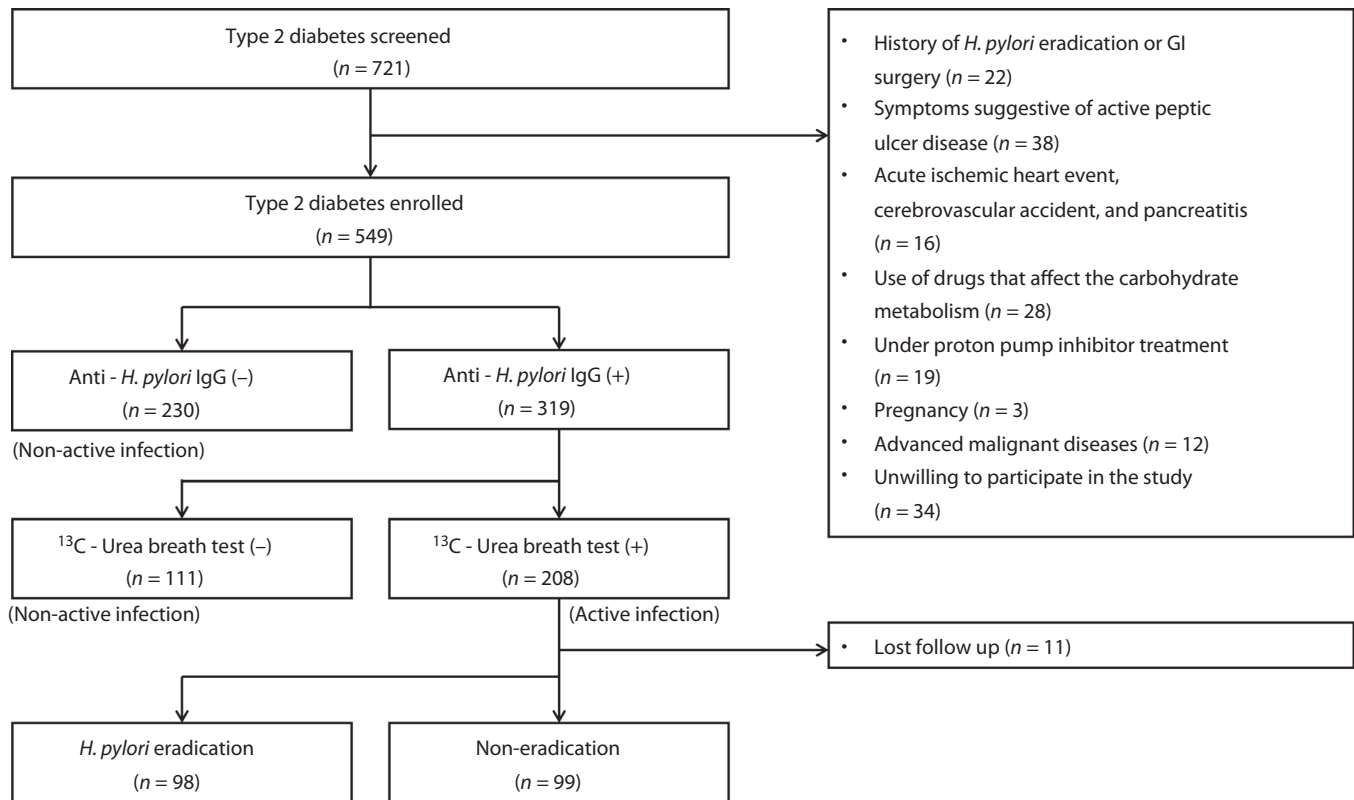 Type 2 diabetes screened
(n = 721)
• History of H. pylori eradication or GI
surgery (n = 22)
• Symptoms suggestive of active peptic
ulcer disease (n = 38)
• Acute ischemic heart event,
cerebrovascular accident, and pancreatitis
(n = 16)
• Use of drugs that affect the carbohydrate
metabolism (n = 28)
• Under proton pump inhibitor treatment
(n = 19)
• Pregnancy (n = 3)
• Advanced malignant diseases (n = 12)
• Unwilling to participate in the study
(n = 34)
Type 2 diabetes enrolled
(n = 549)
Anti - H. pylori IgG (–)
(n = 230)
(Non-active infection)
Anti - H. pylori IgG (+)
(n = 319)
¹³C - Urea breath test (–)
(n = 111)
(Non-active infection)
¹³C - Urea breath test (+)
(n = 208)
(Active infection)
• Lost follow up (n = 11)
H. pylori eradication
(n = 98)
Non-eradication
(n = 99)